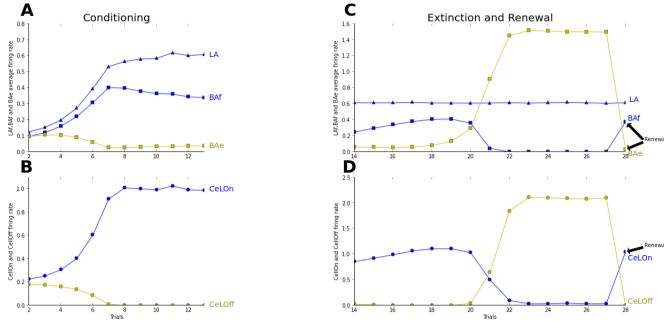 A
Conditioning
LA,BAf and BAe average firing rate
0.8
0.7
0.6
0.5
0.4
0.3
0.2
0.1
0.0
2 4 6 8 10 12
LA
BAf
BAe
B
CelOn and CelOff firing rate
1.0
0.8
0.6
0.4
0.2
0.0
2 4 6 8 10 12
Trials
CeLOn
CeLOff
C
Extinction and Renewal
LA,BAf and BAe average firing rate
1.6
1.4
1.2
1.0
0.8
0.6
0.4
0.2
0.0
14 16 18 20 22 24 26 28
LA
BAf
Renewal
BAe
D
CelOn and CelOff firing rate
2.5
2.0
1.5
1.0
0.5
0.0
14 16 18 20 22 24 26 28
Trials
Renewal
CeLOn
CeLOff